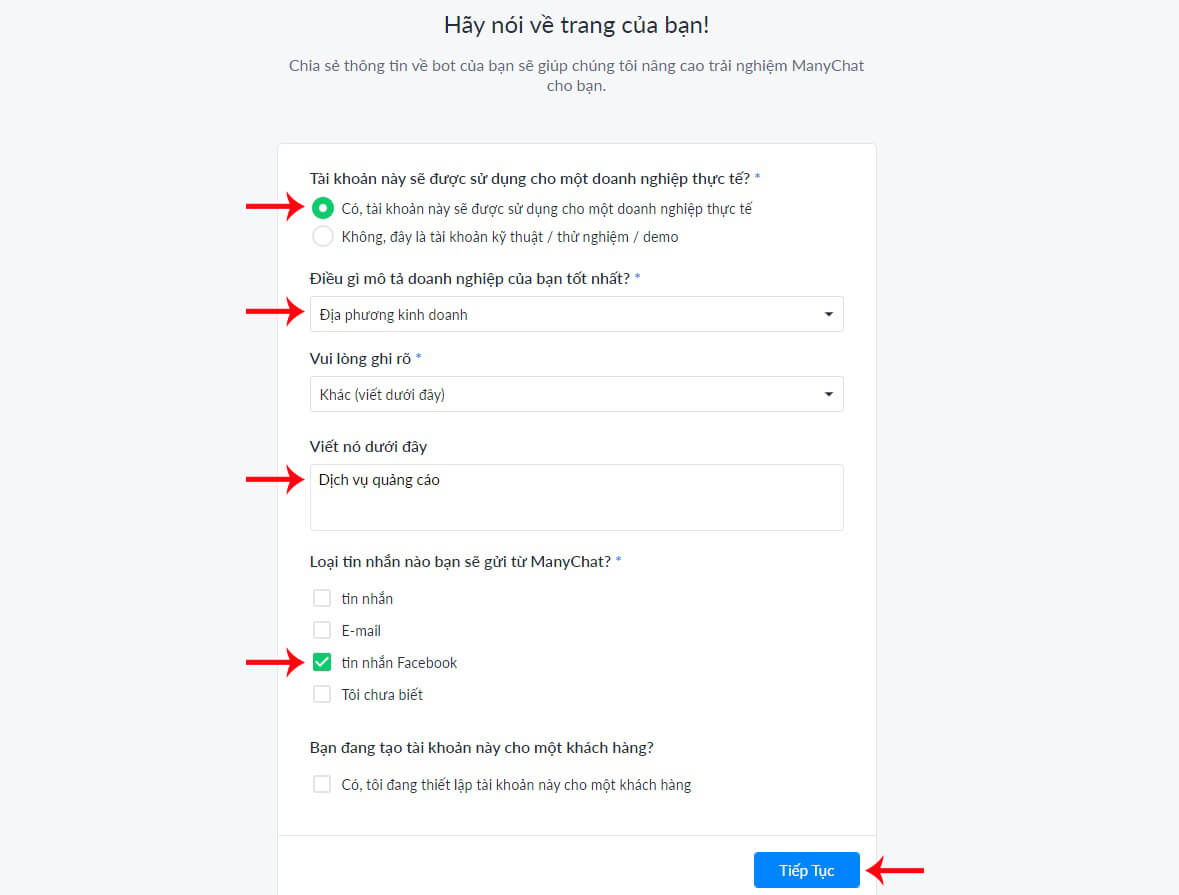 Hãy nói về trang của bạn!
Chia sẻ thông tin về bot của bạn sẽ giúp chúng tôi nâng cao trải nghiệm ManyChat
cho bạn.
Tài khoản này sẽ được sử dụng cho một doanh nghiệp thực tế? *
Có, tài khoản này sẽ được sử dụng cho một doanh nghiệp thực tế
Không, đây là tài khoản kỹ thuật / thử nghiệm / demo
Điều gì mô tả doanh nghiệp của bạn tốt nhất? *
Địa phương kinh doanh
Vui lòng ghi rõ *
Khác (viết dưới đây)
Viết nó dưới đây
Dịch vụ quảng cáo
Loại tin nhắn nào bạn sẽ gửi từ ManyChat? *
tin nhắn
E-mail
tin nhắn Facebook
Tôi chưa biết
Bạn đang tạo tài khoản này cho một khách hàng?
Có, tôi đang thiết lập tài khoản này cho một khách hàng
Tiếp Tục